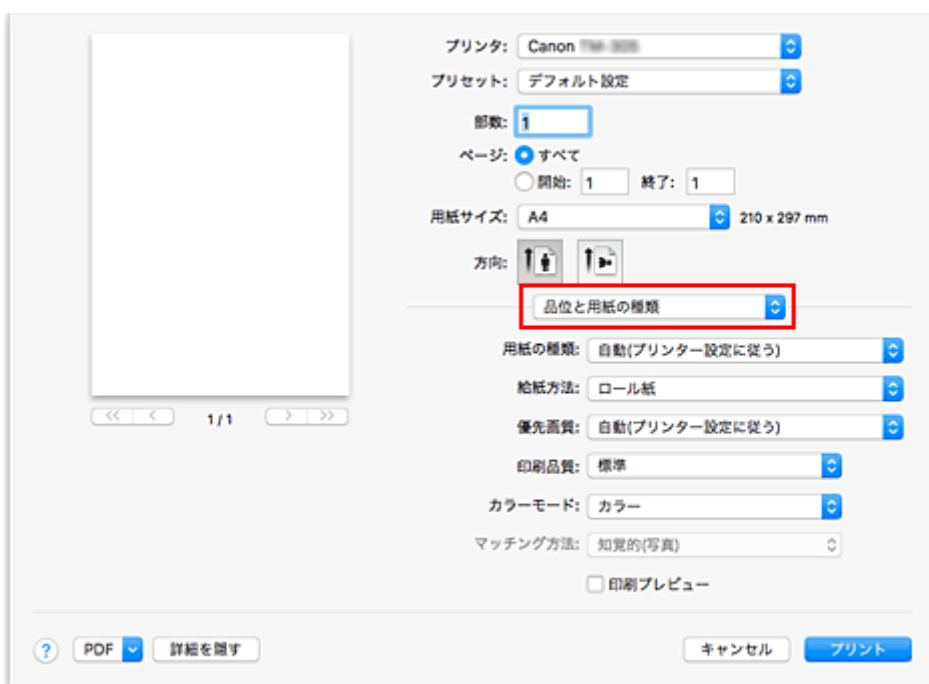 プリンタ: Canon
プリセット: デフォルト設定
部数: 1
ページ: すべて
開始: 1 終了: 1
用紙サイズ: A4 210 x 297 mm
方向:
品位と用紙の種類
用紙の種類: 自動(プリンター設定に従う)
給紙方法: ロール紙
優先画質: 自動(プリンター設定に従う)
印刷品質: 標準
カラーモード: カラー
マッチング方法: 知覚的(写真)
印刷プレビュー
<< < 1/1 > >>
? PDF 詳細を隠す キャンセル プリント